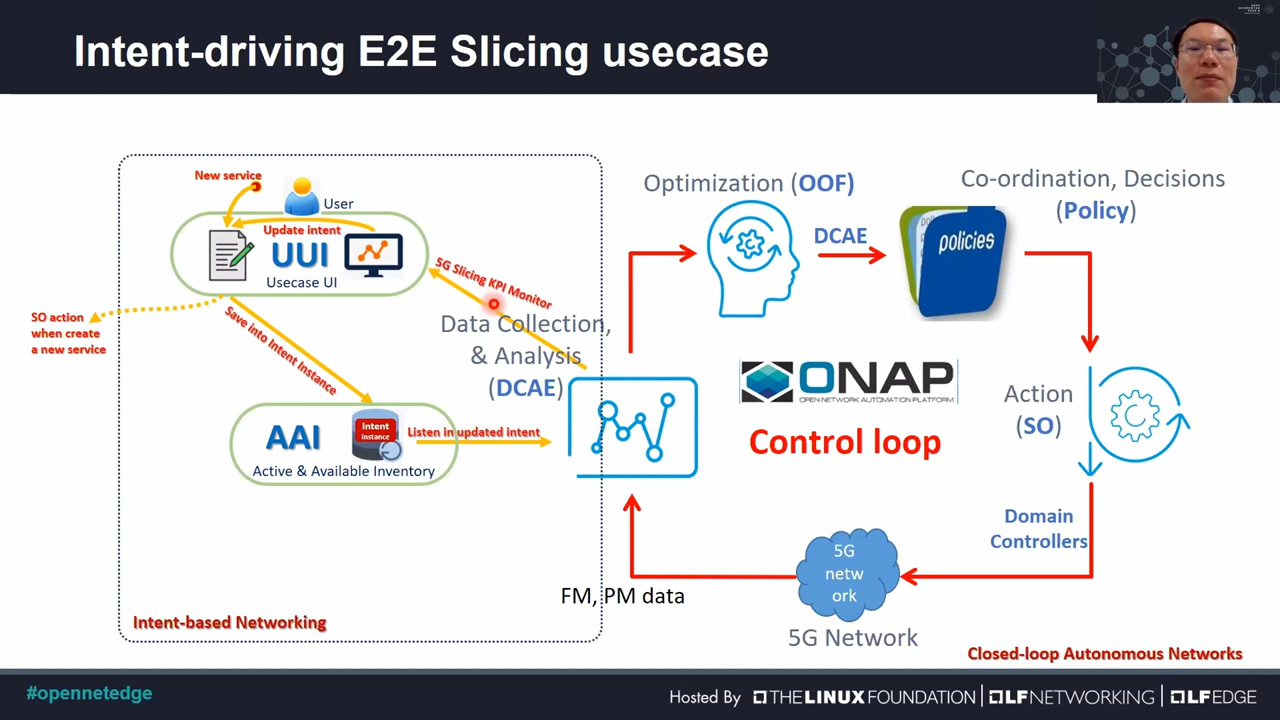 Intent-driving E2E Slicing usecase
New service
User
Update intent
UUI
Usecase UI
5G Slicing KPI Monitor
SO action
when create
a new service
Save into Intent Instance
Data Collection,
& Analysis
(DCAE)
AAI
Intent
Instance
Active & Available Inventory
Listen in updated intent
Intent-based Networking
Optimization (OOF)
DCAE
Co-ordination, Decisions
(Policy)
policies
ONAP
OPEN NETWORK AUTOMATION PLATFORM
Control loop
Action
(SO)
Domain
Controllers
5G
netw
ork
5G Network
FM, PM data
Closed-loop Autonomous Networks
#opennetedge
Hosted By THE LINUX FOUNDATION | LFNETWORKING | LFEDGE